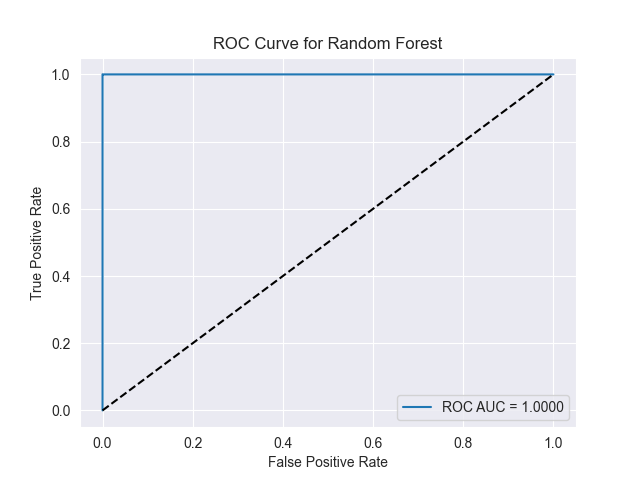 ROC Curve for Random Forest
1.0
0.8
0.6
0.4
0.2
0.0
True Positive Rate
ROC AUC = 1.0000
0.0 0.2 0.4 0.6 0.8 1.0
False Positive Rate